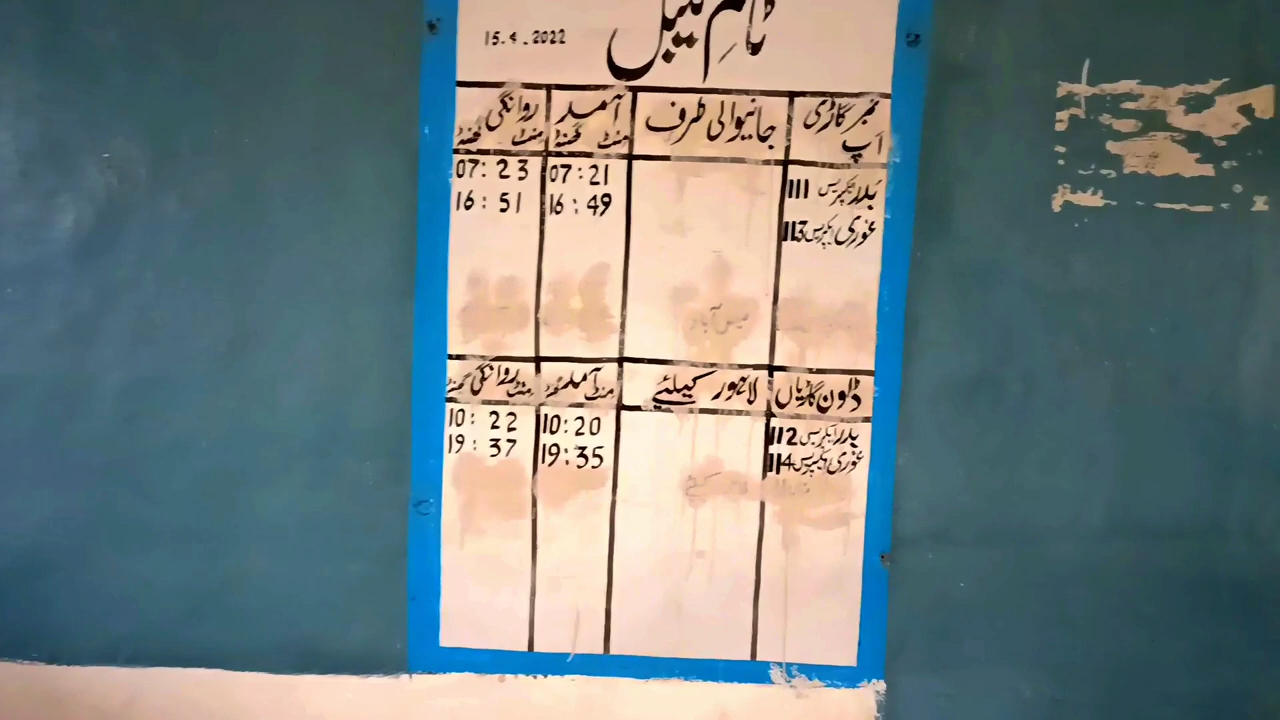 ٹائم ٹیبل
15.4.2022
نمبر گاڑی اپ جانیوالی طرف آمد روانگی
منٹ گھنٹہ منٹ گھنٹہ
بدر ایکسپریس 111 07:21 07:23
غوری ایکسپریس 113 16:49 16:51
ڈاون گاڑیاں لاہور کیلئے آمد روانگی
منٹ گھنٹہ منٹ گھنٹہ
بدر ایکسپریس 112 10:20 10:22
غوری ایکسپریس 114 19:35 19:37